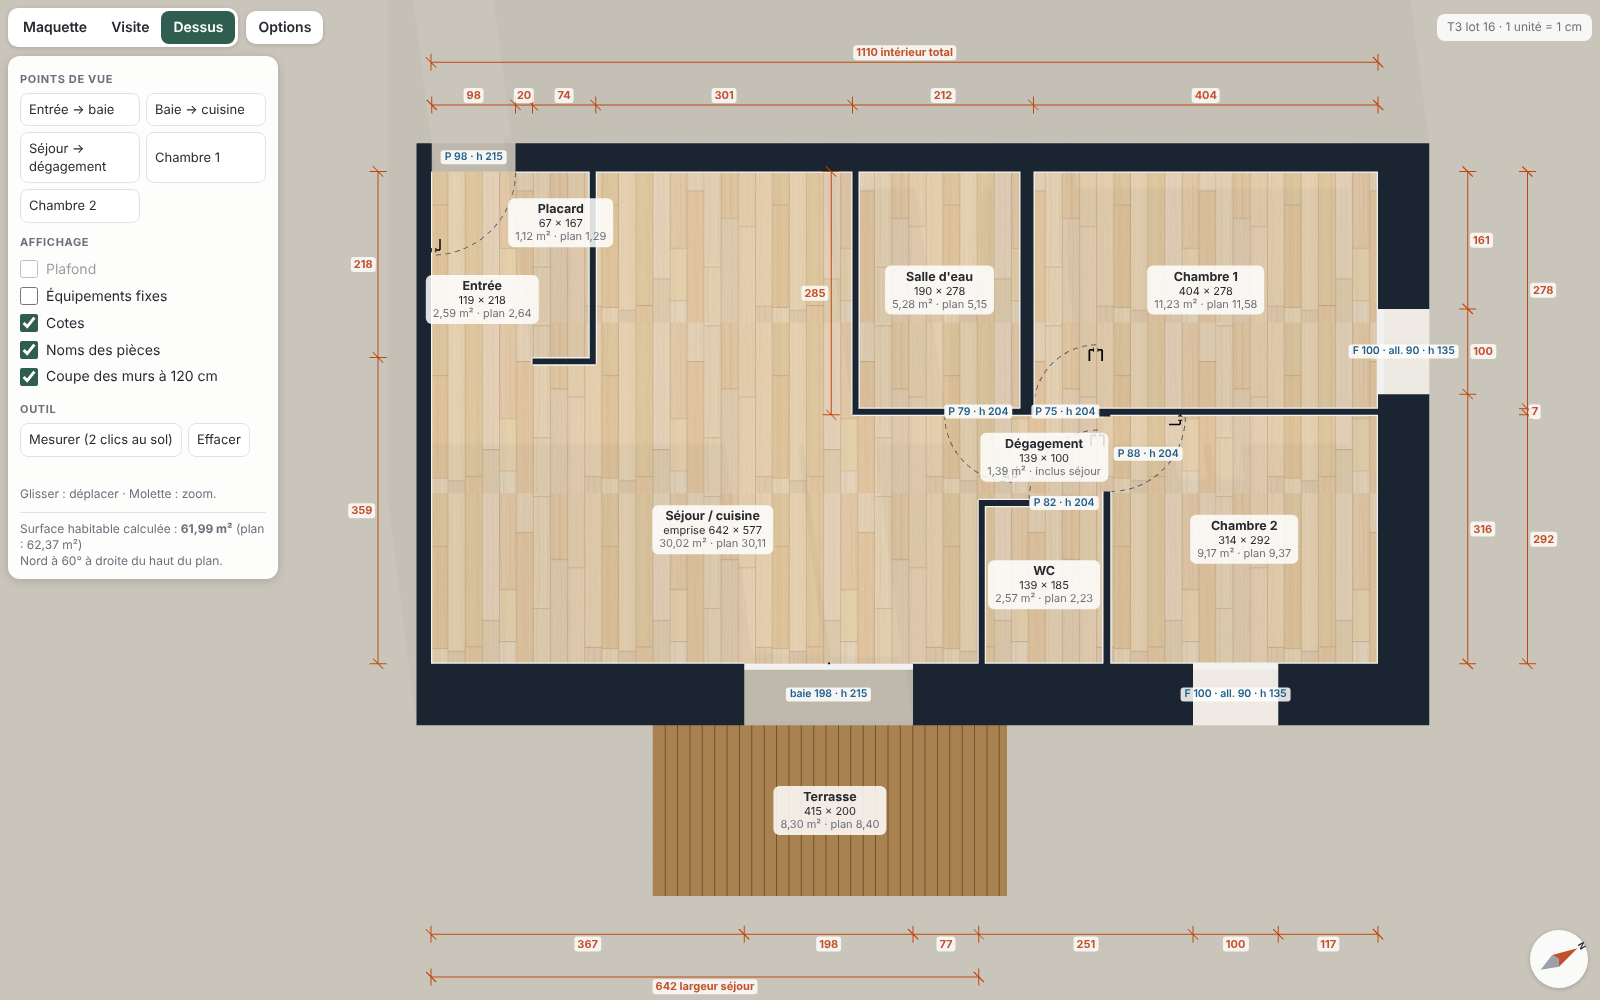 Maquette Visite Dessus Options
T3 lot 16 · 1 unité = 1 cm
POINTS DE VUE
Entrée → baie
Baie → cuisine
Séjour →
dégagement
Chambre 1
Chambre 2
AFFICHAGE
Plafond
Équipements fixes
Cotes
Noms des pièces
Coupe des murs à 120 cm
OUTIL
Mesurer (2 clics au sol)
Effacer
Glisser : déplacer · Molette : zoom.
Surface habitable calculée : 61,99 m² (plan
: 62,37 m²)
Nord à 60° à droite du haut du plan.
1110 intérieur total
98 20 74 301 212 404
P 98 · h 215
Placard
67 × 167
1,12 m² · plan 1,29
218
Entrée
119 × 218
2,59 m² · plan 2,64
285
Salle d'eau
190 × 278
5,28 m² · plan 5,15
Chambre 1
404 × 278
11,23 m² · plan 11,58
161
278
F 100 · all. 90 · h 135
100
P 79 · h 204
P 75 · h 204
7
Dégagement
139 × 100
1,39 m² · inclus séjour
P 88 · h 204
P 82 · h 204
359
Séjour / cuisine
emprise 642 × 577
30,02 m² · plan 30,11
Chambre 2
314 × 292
9,17 m² · plan 9,37
316
292
WC
139 × 185
2,57 m² · plan 2,23
baie 198 · h 215
F 100 · all. 90 · h 135
Terrasse
415 × 200
8,30 m² · plan 8,40
367 198 77 251 100 117
642 largeur séjour
N